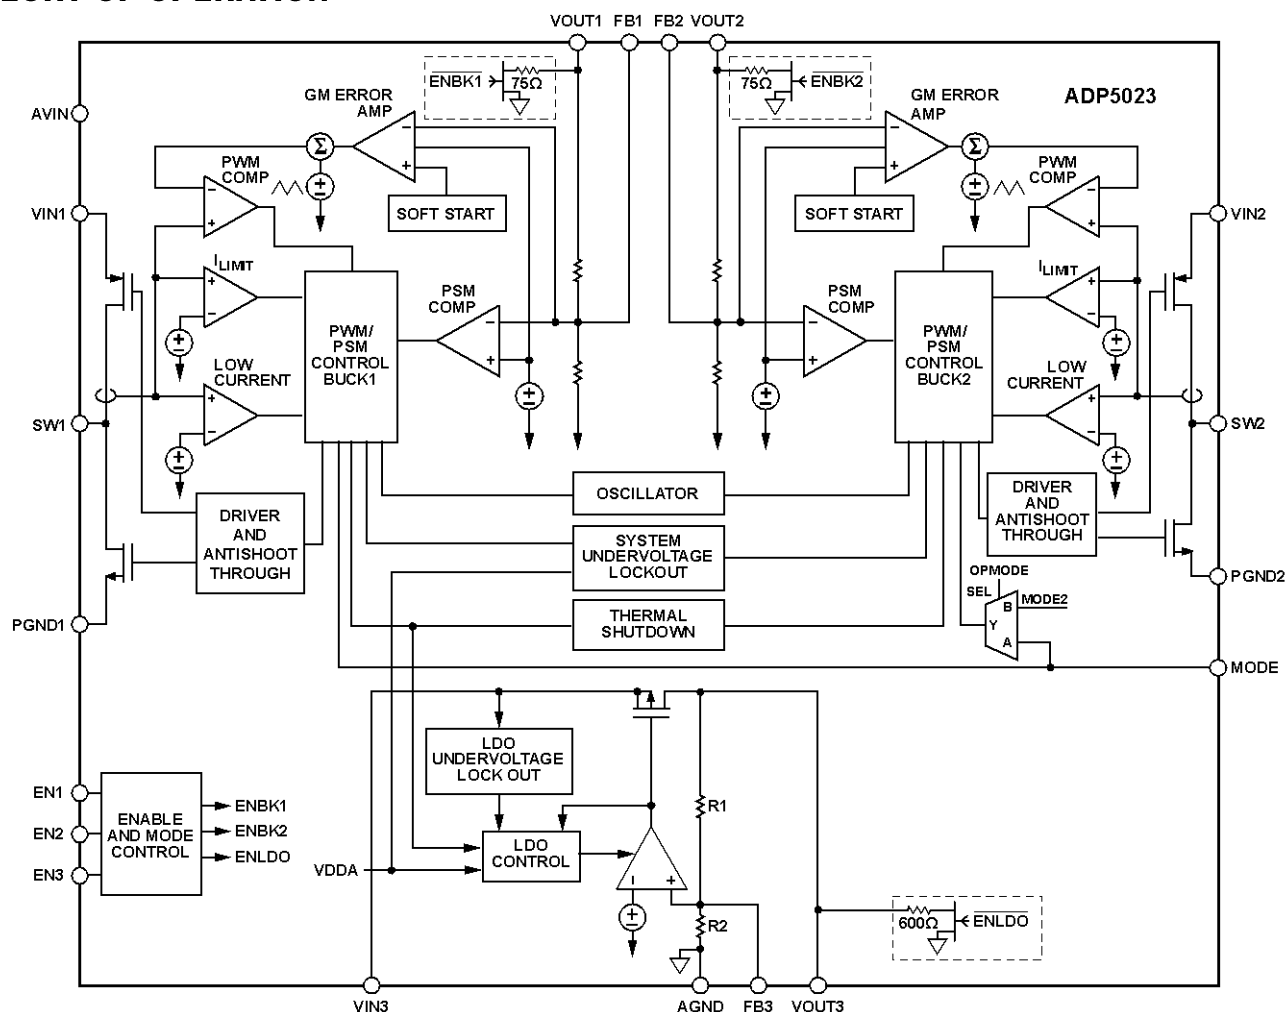 VOUT1 FB1 FB2 VOUT2
ENBK1
75Ω
75Ω
ENBK2
ADP5023
AVIN
GM ERROR
AMP
GM ERROR
AMP
Σ
Σ
PWM
COMP
PWM
COMP
SOFT START
SOFT START
VIN1
VIN2
ILIMIT
ILIMIT
PSM
COMP
PSM
COMP
PWM/
PSM
CONTROL
BUCK1
PWM/
PSM
CONTROL
BUCK2
LOW
CURRENT
LOW
CURRENT
SW1
SW2
OSCILLATOR
DRIVER
AND
ANTISHOOT
THROUGH
SYSTEM
UNDERVOLTAGE
LOCKOUT
DRIVER
AND
ANTISHOOT
THROUGH
PGND1
PGND2
THERMAL
SHUTDOWN
OPMODE
SEL
B
MODE2
Y
A
MODE
LDO
UNDERVOLTAGE
LOCK OUT
R1
EN1
EN2
EN3
ENABLE
AND MODE
CONTROL
ENBK1
ENBK2
ENLDO
LDO
CONTROL
VDDA
R2
600Ω
ENLDO
VIN3
AGND
FB3
VOUT3